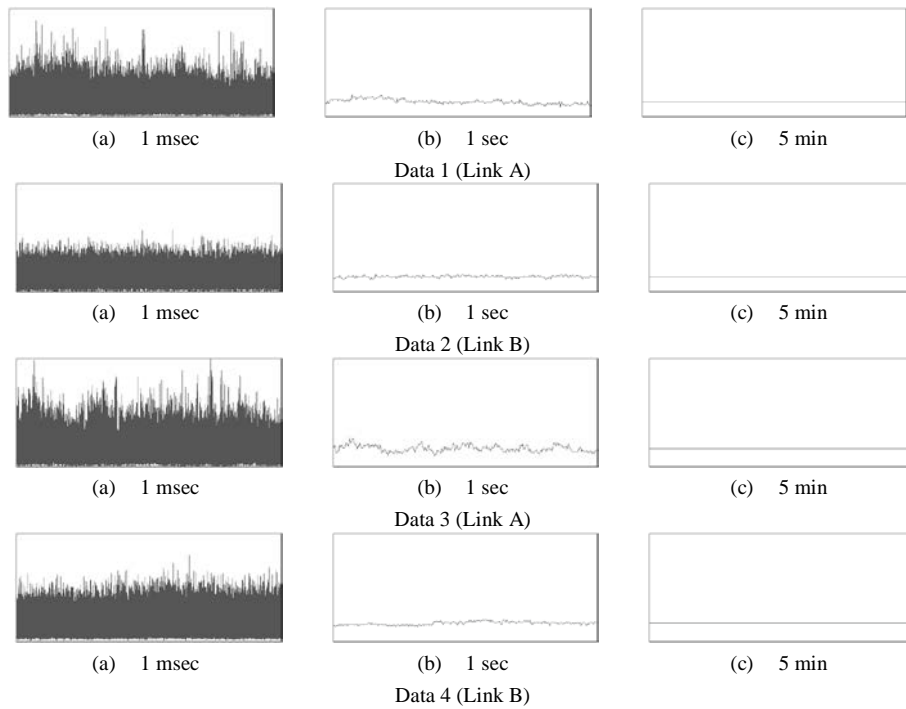 (a) 1 msec (b) 1 sec (c) 5 min
Data 1 (Link A)
(a) 1 msec (b) 1 sec (c) 5 min
Data 2 (Link B)
(a) 1 msec (b) 1 sec (c) 5 min
Data 3 (Link A)
(a) 1 msec (b) 1 sec (c) 5 min
Data 4 (Link B)